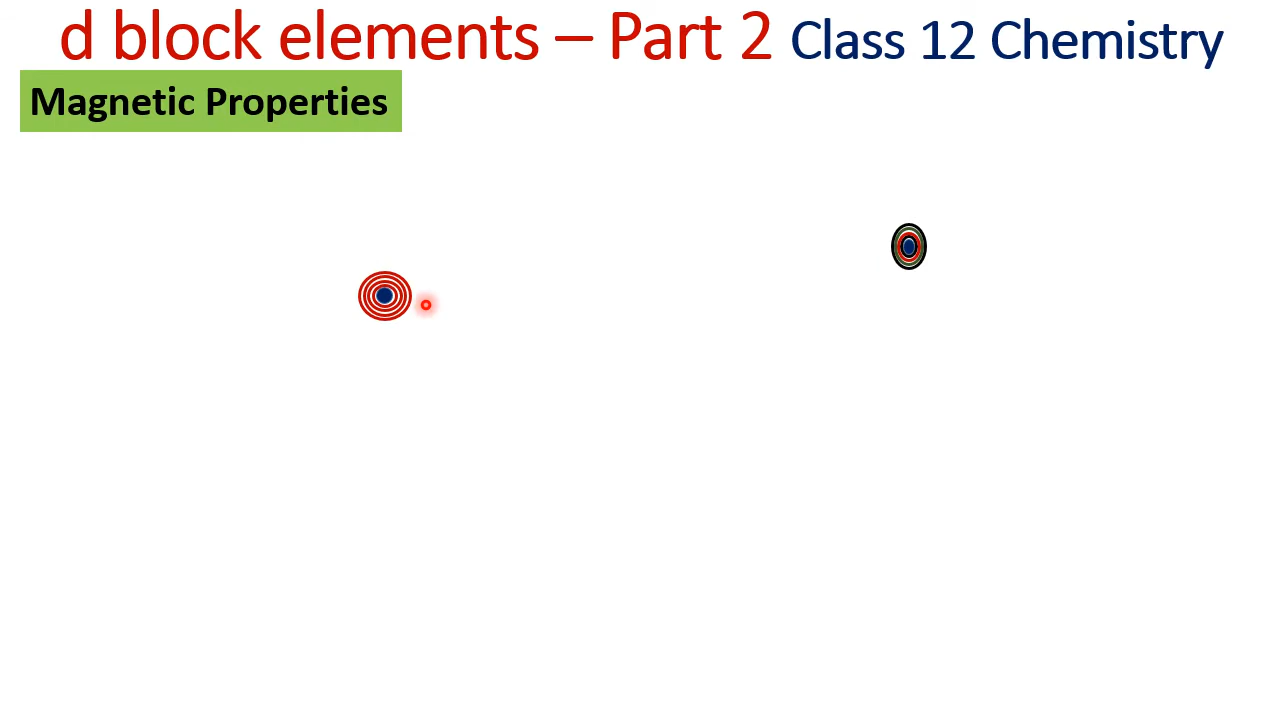 d block elements – Part 2 Class 12 Chemistry
Magnetic Properties